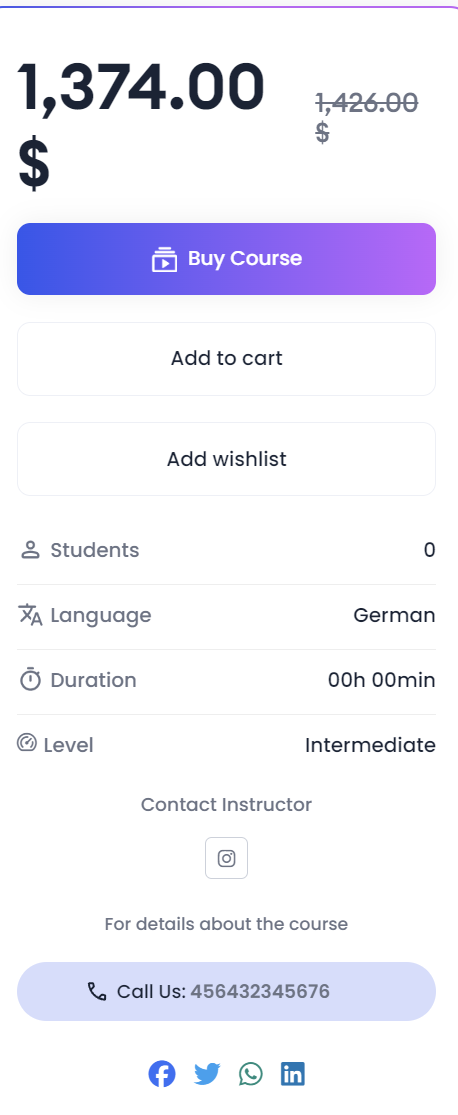 1,374.00 1,426.00
$ $
Buy Course
Add to cart
Add wishlist
Students 0
Language German
Duration 00h 00min
Level Intermediate
Contact Instructor
For details about the course
Call Us: 456432345676